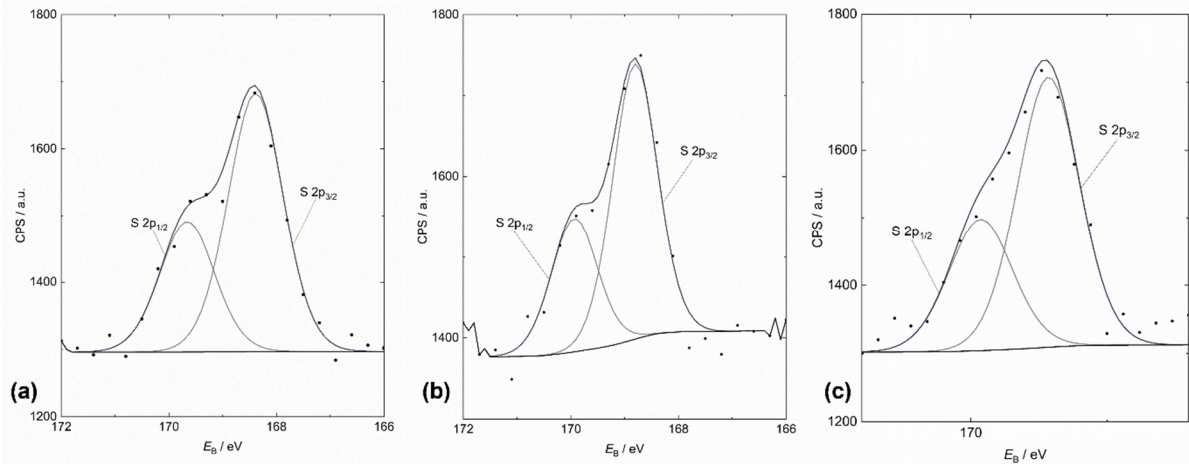 1800
1600
1400
1200
CPS / a.u.
S 2p1/2
S 2p3/2
172
170
168
166
EB / eV
(a)
1800
1600
1400
CPS / a.u.
S 2p1/2
S 2p3/2
172
170
168
166
EB / eV
(b)
1800
1600
1400
1200
CPS / a.u.
S 2p1/2
S 2p3/2
170
EB / eV
(c)